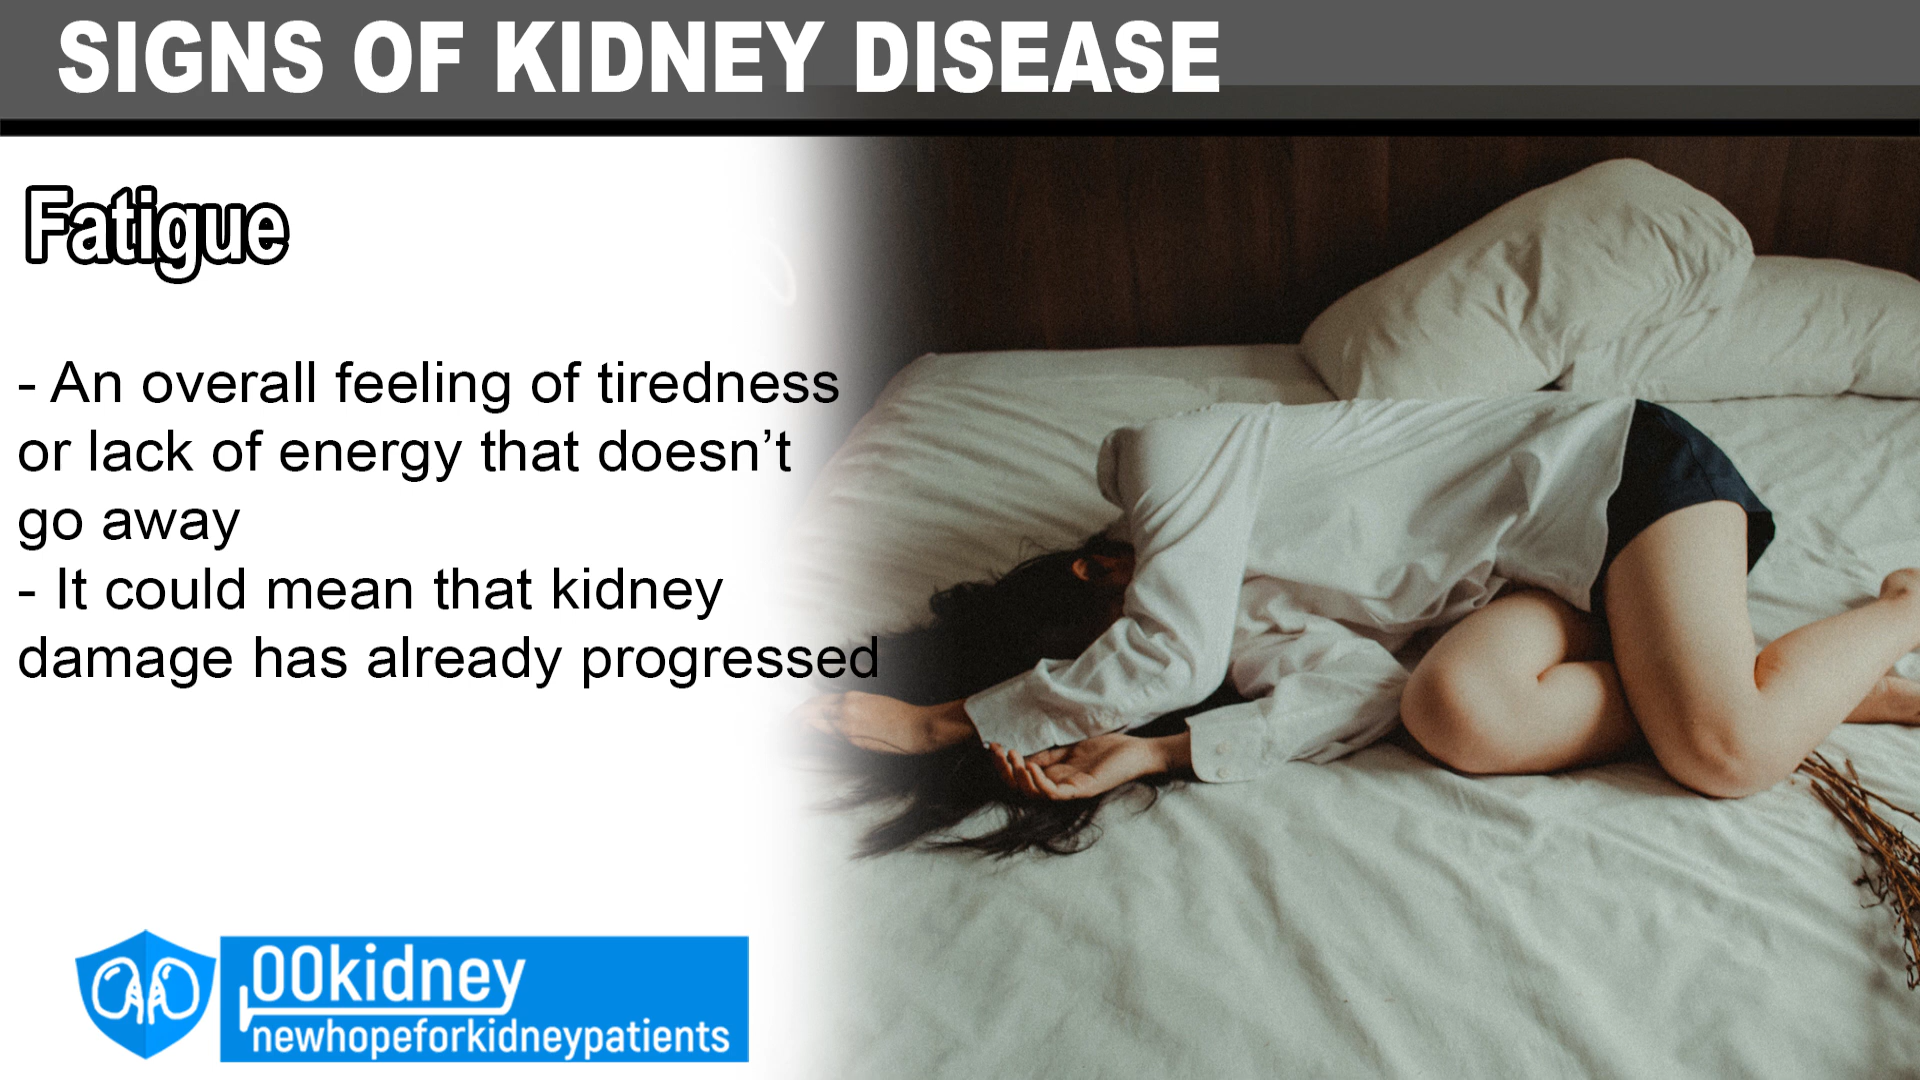 SIGNS OF KIDNEY DISEASE
Fatigue
- An overall feeling of tiredness
or lack of energy that doesn’t
go away
- It could mean that kidney
damage has already progressed
00kidney
newhopeforkidneypatients